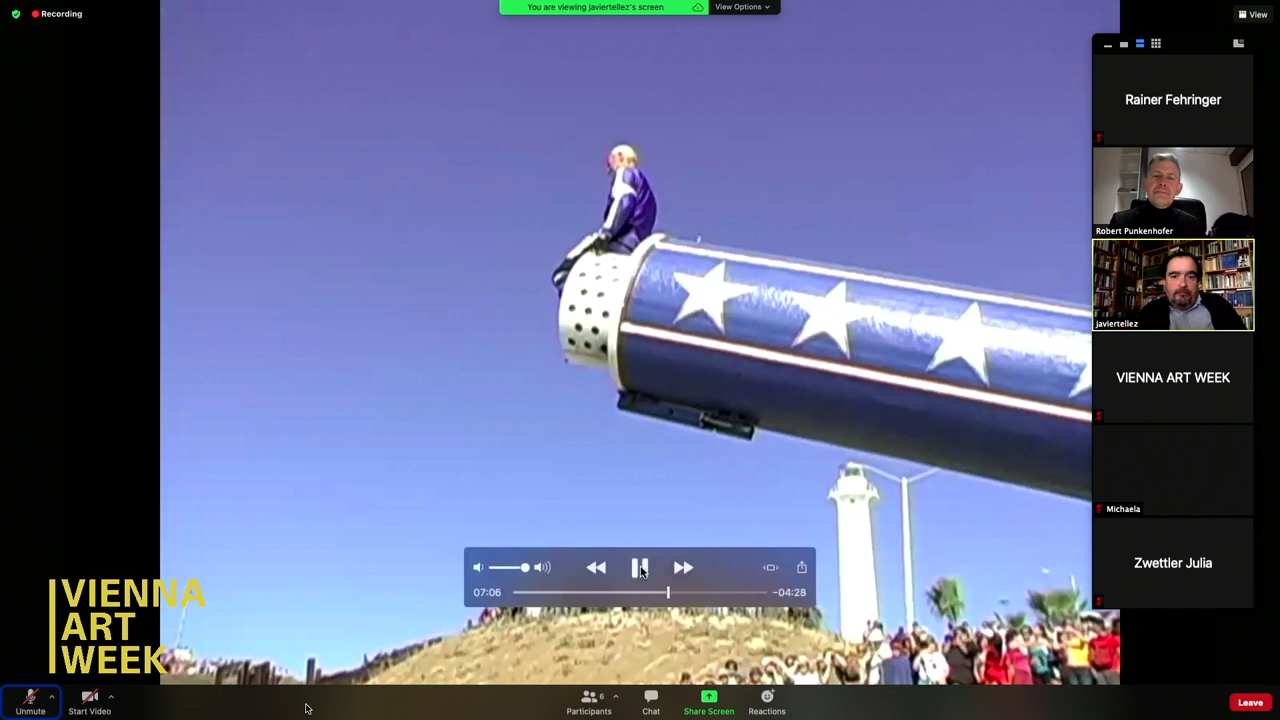 Recording
You are viewing javiertellez's screen
View Options
View
Rainer Fehringer
Robert Punkenhofer
Javiertellez
VIENNA ART WEEK
Michaela
Zwettler Julia
07:06
−04:28
VIENNA
ART
WEEK
Unmute
Start Video
Participants
6
Chat
Share Screen
Reactions
Leave